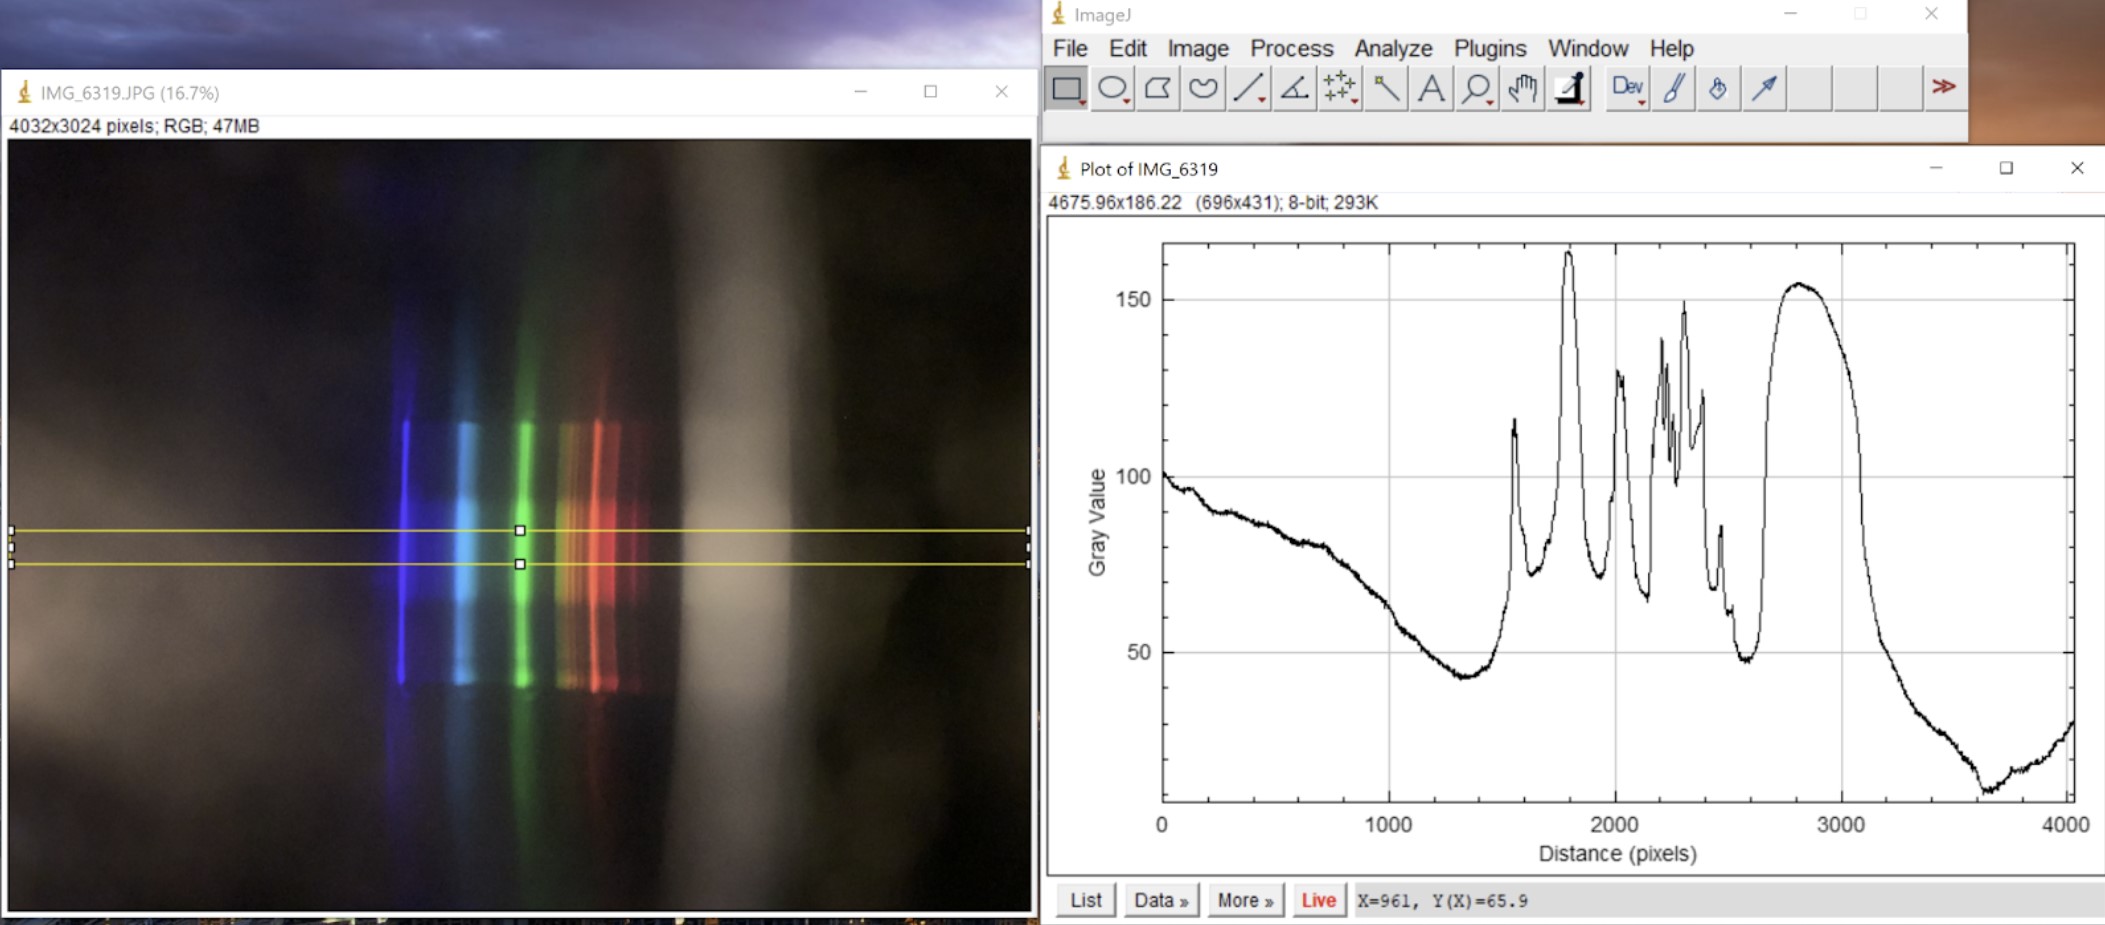 ImageJ
File Edit Image Process Analyze Plugins Window Help
Dev
IMG_6319.JPG (16.7%)
4032x3024 pixels; RGB; 47MB
Plot of IMG_6319
4675.96x186.22 (696x431); 8-bit; 293K
150
100
50
Gray Value
0 1000 2000 3000 4000
Distance (pixels)
List Data » More » Live X=961, Y(X)=65.9